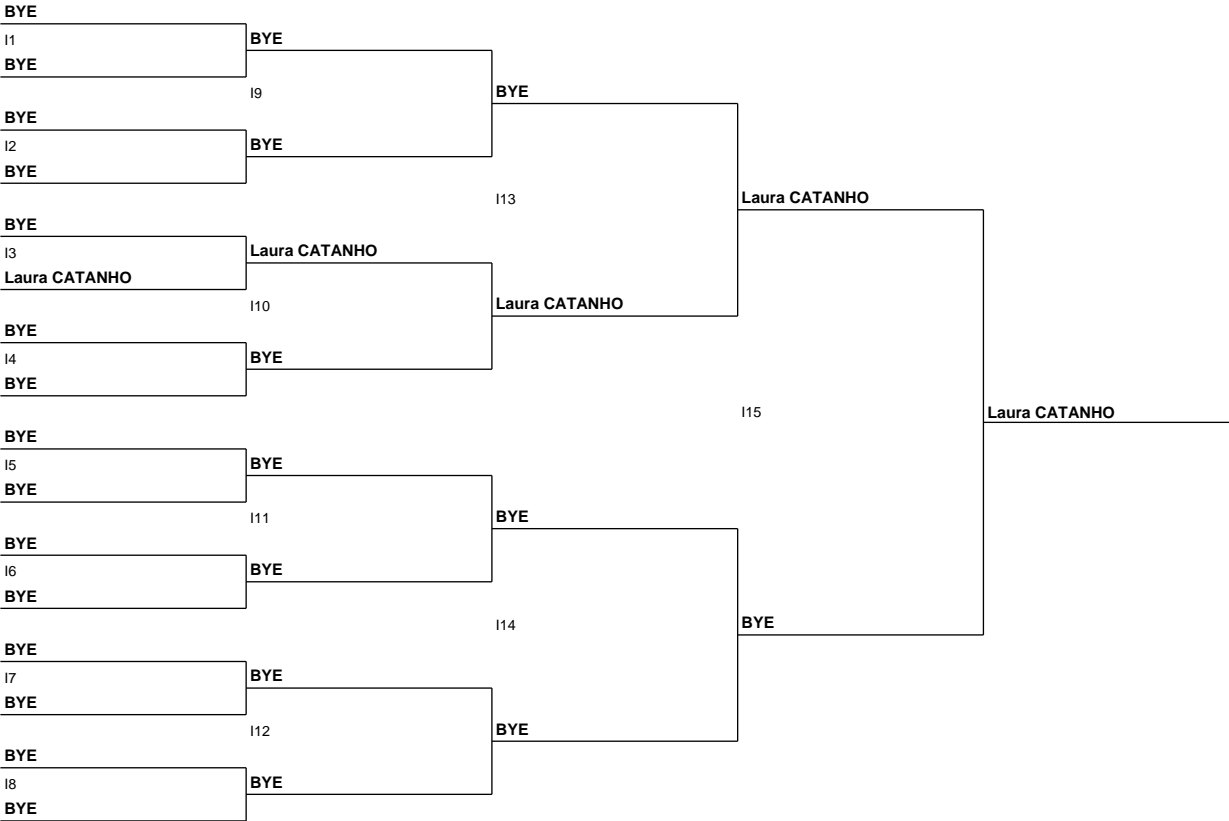 BYE
I1
BYE
BYE
I9
BYE
BYE
I2
BYE
BYE
I13
Laura CATANHO
BYE
I3
Laura CATANHO
Laura CATANHO
I10
Laura CATANHO
BYE
I4
BYE
BYE
I15
Laura CATANHO
BYE
I5
BYE
BYE
I11
BYE
BYE
I6
BYE
BYE
I14
BYE
BYE
I7
BYE
BYE
I12
BYE
BYE
I8
BYE
BYE